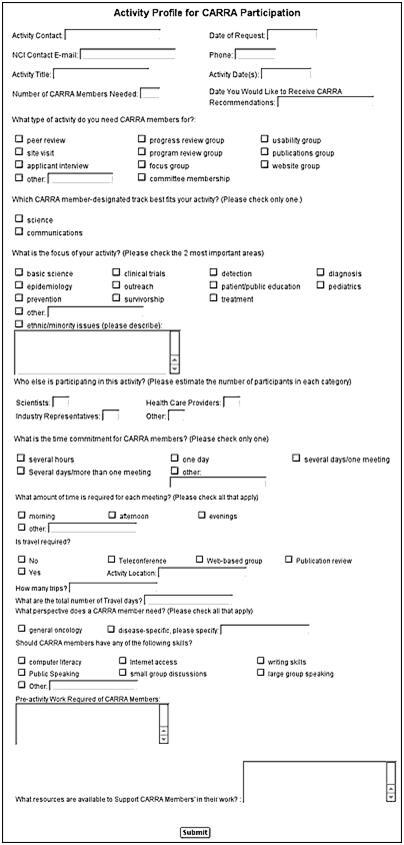 Activity Profile for CARRA Participation
Activity Contact: Date of Request:
NCI Contact E-mail: Phone:
Activity Title: Activity Date(s):
Number of CARRA Members Needed: Date You Would Like to Receive CARRA
Recommendations:
What type of activity do you need CARRA members for?:
peer review progress review group usability group
site visit program review group publications group
applicant interview focus group website group
other: committee membership
Which CARRA member-designated track best fits your activity? (Please check only one.)
science
communications
What is the focus of your activity? (Please check the 2 most important areas)
basic science clinical trials detection diagnosis
epidemiology outreach patient/public education pediatrics
prevention survivorship treatment
other:
ethnic/minority issues (please describe):
Who else is participating in this activity? (Please estimate the number of participants in each category)
Scientists: Health Care Providers:
Industry Representatives: Other:
What is the time commitment for CARRA members? (Please check only one)
several hours one day several days/one meeting
Several days/more than one meeting other:
What amount of time is required for each meeting? (Please check all that apply)
morning afternoon evenings
other:
Is travel required?
No Teleconference Web-based group Publication review
Yes Activity Location:
How many trips?
What are the total number of Travel days?
What perspective does a CARRA member need? (Please check all that apply)
general oncology disease-specific, please specify:
Should CARRA members have any of the following skills?
computer literacy Internet access writing skills
Public Speaking small group discussions large group speaking
Other:
Pre-activity Work Required of CARRA Members:
What resources are available to Support CARRA Members' in their work? :
Submit